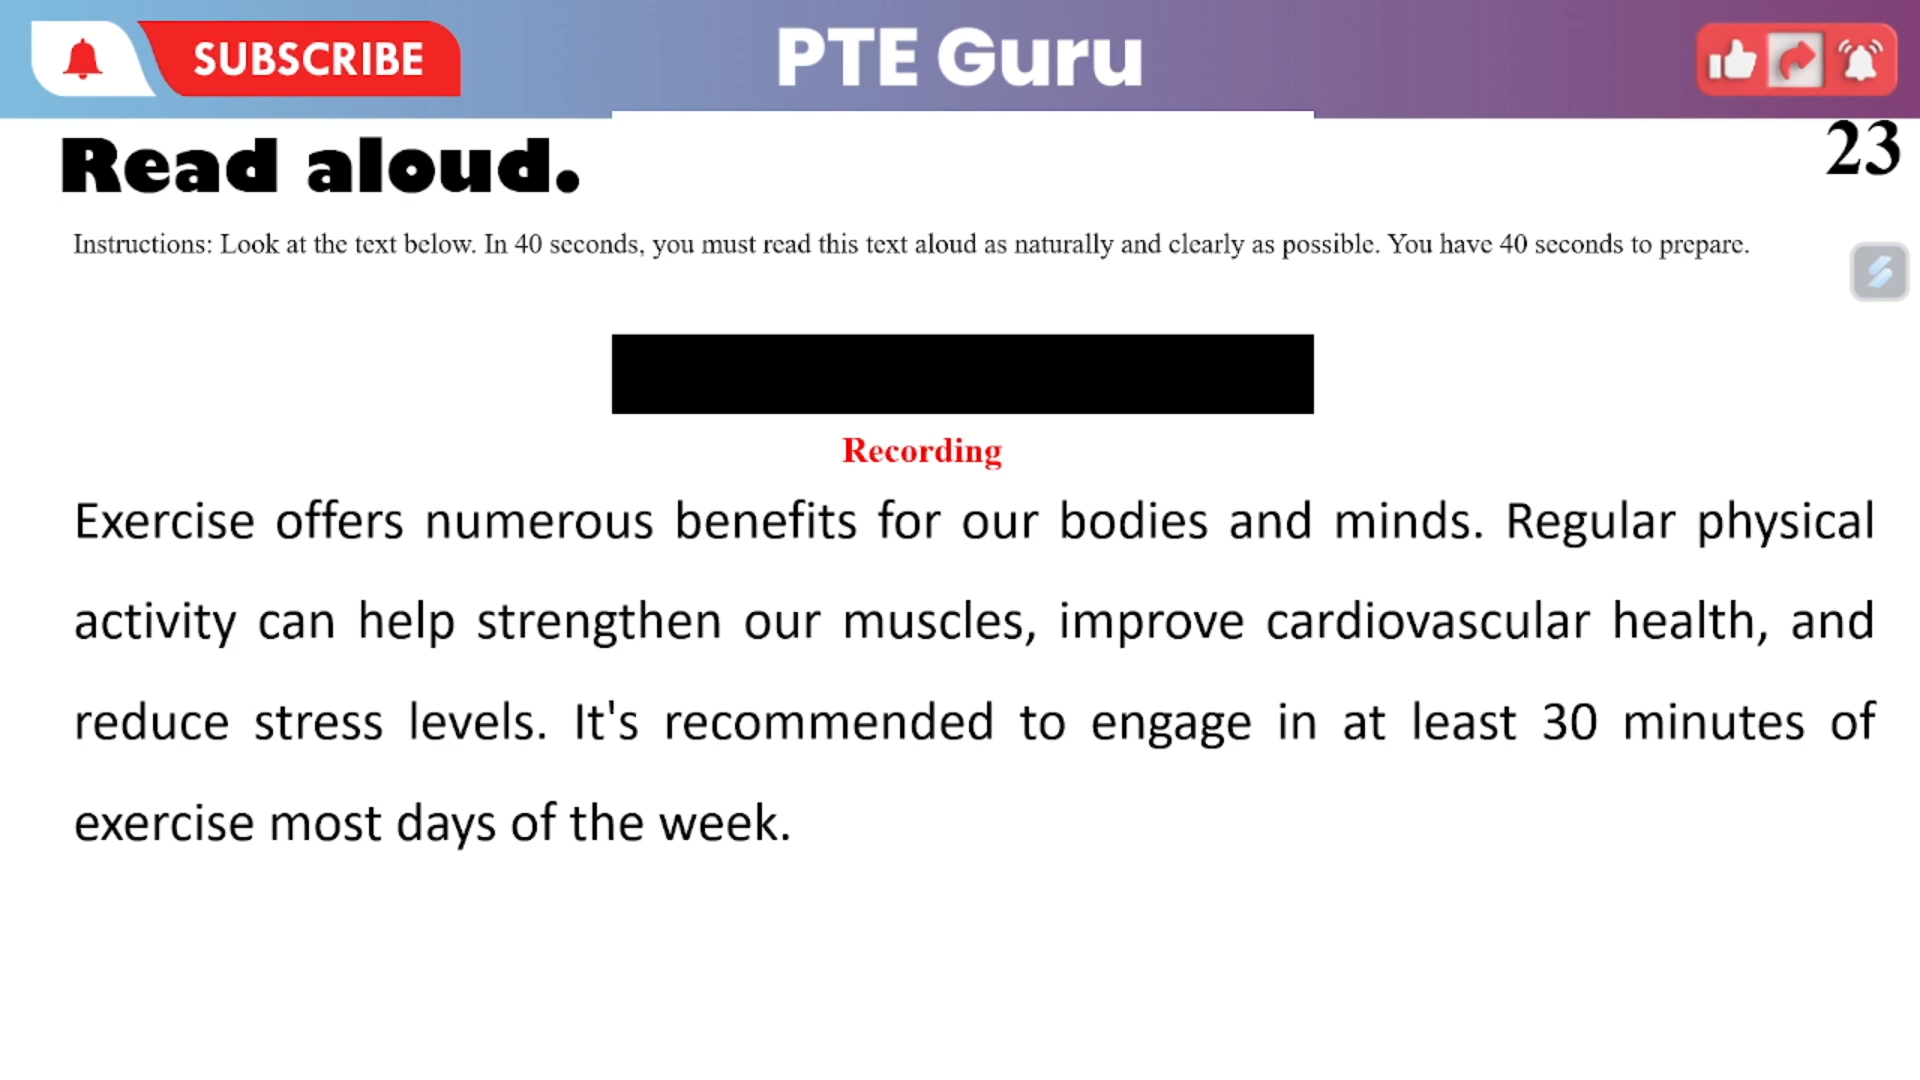 SUBSCRIBE
PTE Guru
Read aloud.
23
Instructions: Look at the text below. In 40 seconds, you must read this text aloud as naturally and clearly as possible. You have 40 seconds to prepare.
Recording
Exercise offers numerous benefits for our bodies and minds. Regular physical
activity can help strengthen our muscles, improve cardiovascular health, and
reduce stress levels. It's recommended to engage in at least 30 minutes of
exercise most days of the week.